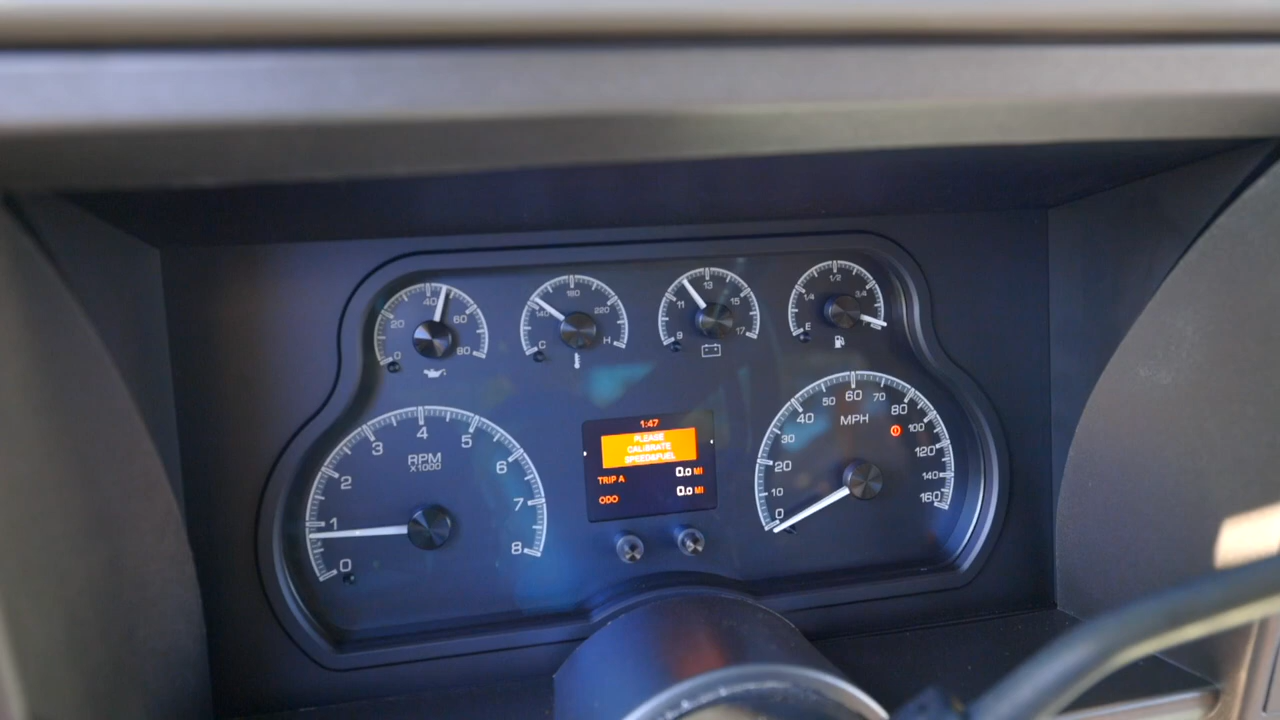 0 20 40 60 80
C 140 180 220 H
9 11 13 15 17
E 1/4 1/2 3/4
RPM
X1000
0 1 2 3 4 5 6 7 8
1:47
PLEASE
CALIBRATE
SPEED&FUEL
TRIP A 0.0 MI
ODO 0.0 MI
MPH
0 10 20 30 40 50 60 70 80 100 120 140 160